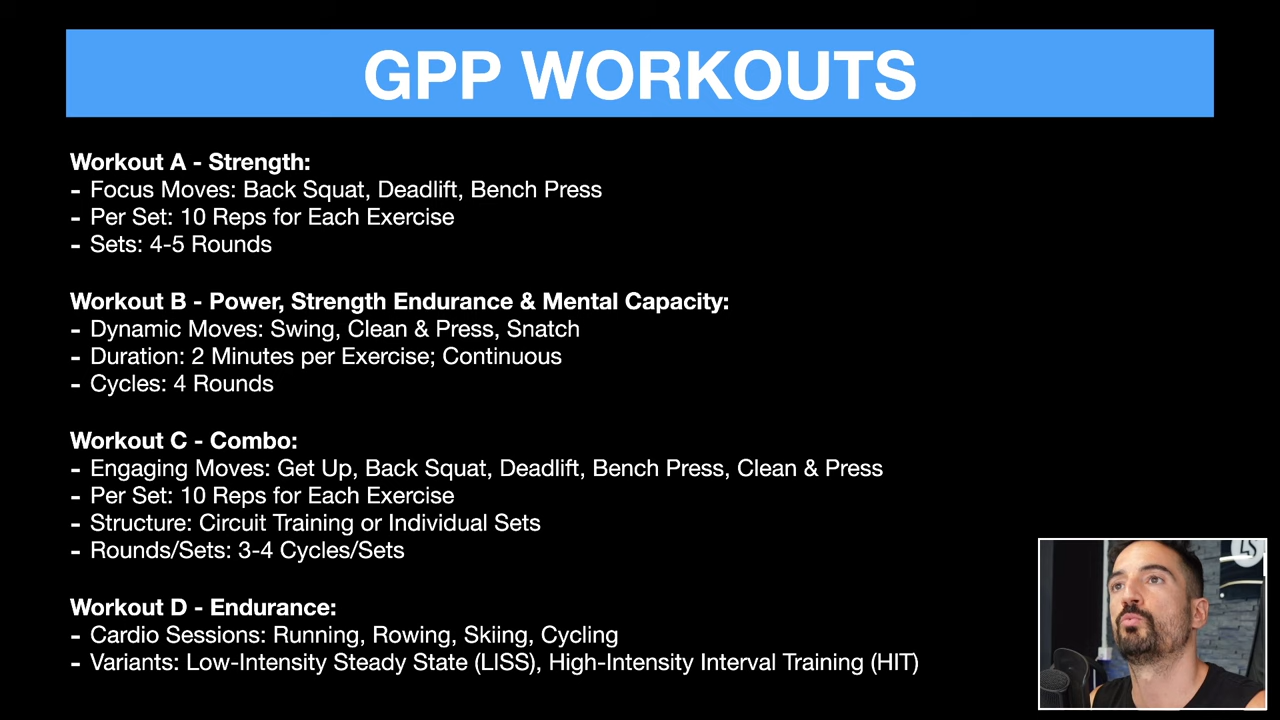 GPP WORKOUTS
Workout A - Strength:
- Focus Moves: Back Squat, Deadlift, Bench Press
- Per Set: 10 Reps for Each Exercise
- Sets: 4-5 Rounds
Workout B - Power, Strength Endurance & Mental Capacity:
- Dynamic Moves: Swing, Clean & Press, Snatch
- Duration: 2 Minutes per Exercise; Continuous
- Cycles: 4 Rounds
Workout C - Combo:
- Engaging Moves: Get Up, Back Squat, Deadlift, Bench Press, Clean & Press
- Per Set: 10 Reps for Each Exercise
- Structure: Circuit Training or Individual Sets
- Rounds/Sets: 3-4 Cycles/Sets
Workout D - Endurance:
- Cardio Sessions: Running, Rowing, Skiing, Cycling
- Variants: Low-Intensity Steady State (LISS), High-Intensity Interval Training (HIT)
LS